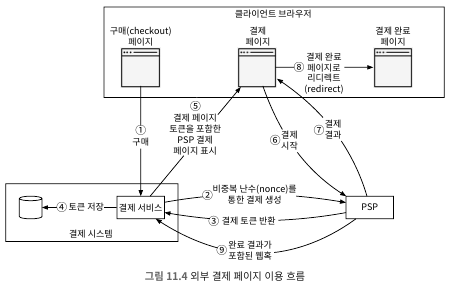 클라이언트 브라우저
구매(checkout)
페이지
결제
페이지
결제 완료
페이지
⑧ 결제 완료
페이지로
리디렉트
(redirect)
①
구매
⑤
결제 페이지
토큰을 포함한
PSP 결제
페이지 표시
⑥ 결제
시작
⑦ 결제
결과
② 비중복 난수(nonce)를
통한 결제 생성
③ 결제 토큰 반환
④ 토큰 저장
결제 서비스
PSP
결제 시스템
⑨ 완료 결과가
포함된 웹훅
그림 11.4 외부 결제 페이지 이용 흐름